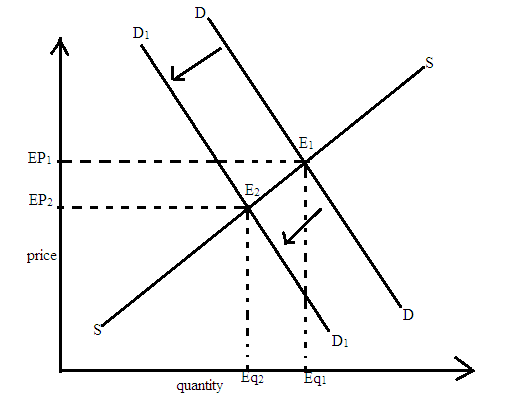 D
D₁
S
E₁
EP₁
E₂
EP₂
price
D
S
D₁
Eq₂
Eq₁
quantity